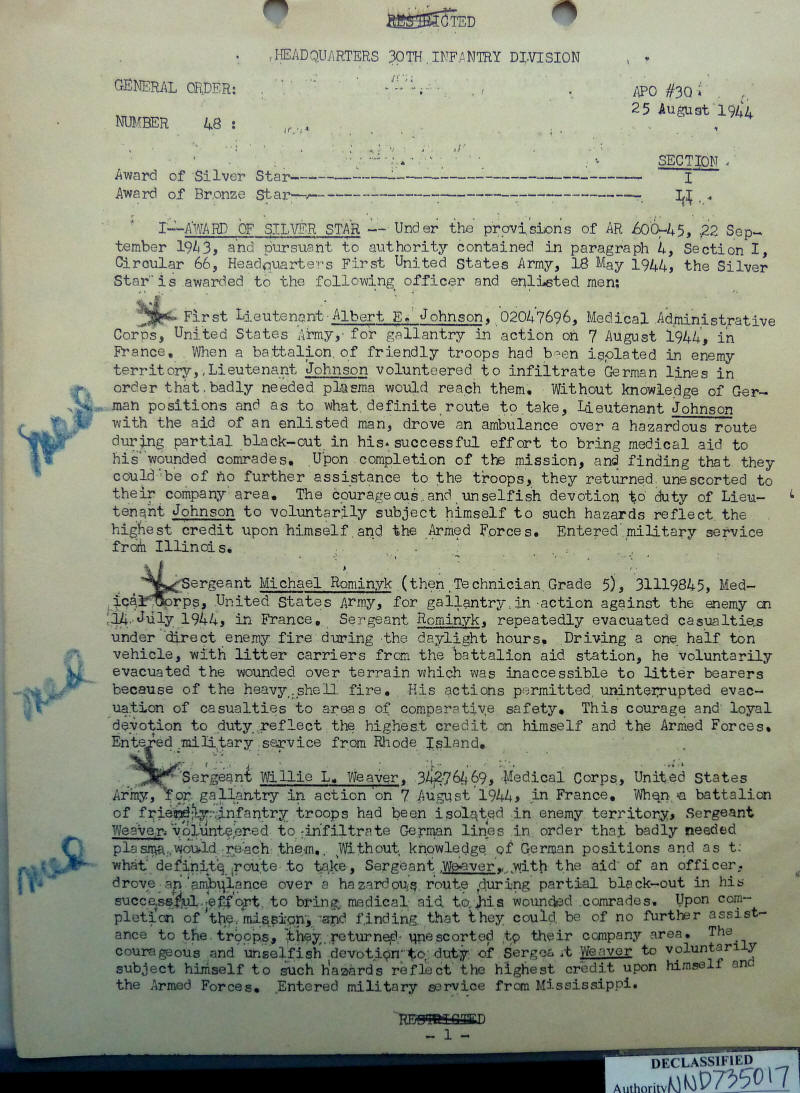 RESTRICTED
HEADQUARTERS 30TH INFANTRY DIVISION
GENERAL ORDER:
APO #30
25 August 1944
NUMBER 48 :
SECTION
Award of Silver Star------------------------------------------ I
Award of Bronze Star------------------------------------------ II
I--AWARD OF SILVER STAR -- Under the provisions of AR 600-45, 22 Sep-
tember 1943, and pursuant to authority contained in paragraph 4, Section I,
Circular 66, Headquarters First United States Army, 18 May 1944, the Silver
Star is awarded to the following officer and enlisted men:
First Lieutenant Albert E. Johnson, 02047696, Medical Administrative
Corps, United States Army, for gallantry in action on 7 August 1944, in
France. When a battalion of friendly troops had been isolated in enemy
territory, Lieutenant Johnson volunteered to infiltrate German lines in
order that badly needed plasma would reach them. Without knowledge of Ger-
man positions and as to what definite route to take, Lieutenant Johnson
with the aid of an enlisted man, drove an ambulance over a hazardous route
during partial black-out in his successful effort to bring medical aid to
his wounded comrades. Upon completion of the mission, and finding that they
could be of no further assistance to the troops, they returned unescorted to
their company area. The courageous and unselfish devotion to duty of Lieu-
tenant Johnson to voluntarily subject himself to such hazards reflect the
highest credit upon himself and the Armed Forces. Entered military service
from Illinois.
med
Sergeant Michael Rominyk (then Technician Grade 5), 31119845, Med-
ical Corps, United States Army, for gallantry in action against the enemy on
14 July 1944, in France. Sergeant Rominyk, repeatedly evacuated casualties
under direct enemy fire during the daylight hours. Driving a one half ton
vehicle, with litter carriers from the battalion aid station, he voluntarily
evacuated the wounded over terrain which was inaccessible to litter bearers
because of the heavy shell fire. His actions permitted uninterrupted evac-
uation of casualties to areas of comparative safety. This courage and loyal
devotion to duty reflect the highest credit on himself and the Armed Forces.
Entered military service from Rhode Island.
med
Sergeant Willie L. Weaver, 34276469, Medical Corps, United States
Army, for gallantry in action on 7 August 1944, in France. When a battalion
of friendly infantry troops had been isolated in enemy territory, Sergeant
Weaver volunteered to infiltrate German lines in order that badly needed
plasma would reach them. Without knowledge of German positions and as t
what definite route to take, Sergeant Weaver, with the aid of an officer,
drove an ambulance over a hazardous route during partial black-out in his
successful effort to bring medical aid to his wounded comrades. Upon com-
pletion of the mission, and finding that they could be of no further assist-
ance to the troops, they returned unescorted to their company area. The
courageous and unselfish devotion to duty of Sergea t Weaver to voluntarily
subject himself to such hazards reflect the highest credit upon himself and
the Armed Forces. Entered military service from Mississippi.
med
RESTRICTED
- 1 -
DECLASSIFIED
Authority NND735017